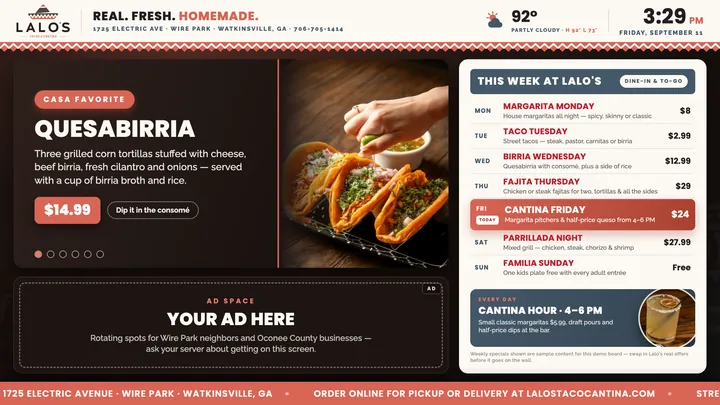 LALO'S
REAL. FRESH. HOMEMADE.
1725 ELECTRIC AVE · WIRE PARK · WATKINSVILLE, GA · 706-705-1414
92°
PARTLY CLOUDY · H 92° L 72°
3:29 PM
FRIDAY, SEPTEMBER 11
CASA FAVORITE
QUESABIRRIA
Three grilled corn tortillas stuffed with cheese,
beef birria, fresh cilantro and onions — served
with a cup of birria broth and rice.
$14.99
Dip it in the consomé
AD
AD SPACE
YOUR AD HERE
Rotating spots for Wire Park neighbors and Oconee County businesses —
ask your server about getting on this screen.
THIS WEEK AT LALO'S
DINE-IN & TO-GO
MON
MARGARITA MONDAY
House margaritas all night — spicy, skinny or classic
$8
TUE
TACO TUESDAY
Street tacos — steak, pastor, carnitas or birria
$2.99
WED
BIRRIA WEDNESDAY
Quesabirria with consomé, plus a side of rice
$12.99
THU
FAJITA THURSDAY
Chicken or steak fajitas for two, tortillas & all the sides
$29
FRI
TODAY
CANTINA FRIDAY
Margarita pitchers & half-price queso from 4–6 PM
$24
SAT
PARRILLADA NIGHT
Mixed grill — chicken, steak, chorizo & shrimp
$27.99
SUN
FAMILIA SUNDAY
One kids plate free with every adult entrée
Free
EVERY DAY
CANTINA HOUR · 4–6 PM
Small classic margaritas $5.99, draft pours and
half-price dips at the bar.
Weekly specials shown are sample content for this demo board — swap in Lalo's real offers
before it goes on the wall.
1725 ELECTRIC AVENUE · WIRE PARK · WATKINSVILLE, GA
ORDER ONLINE FOR PICKUP OR DELIVERY AT LALOSTACOCANTINA.COM
STRE